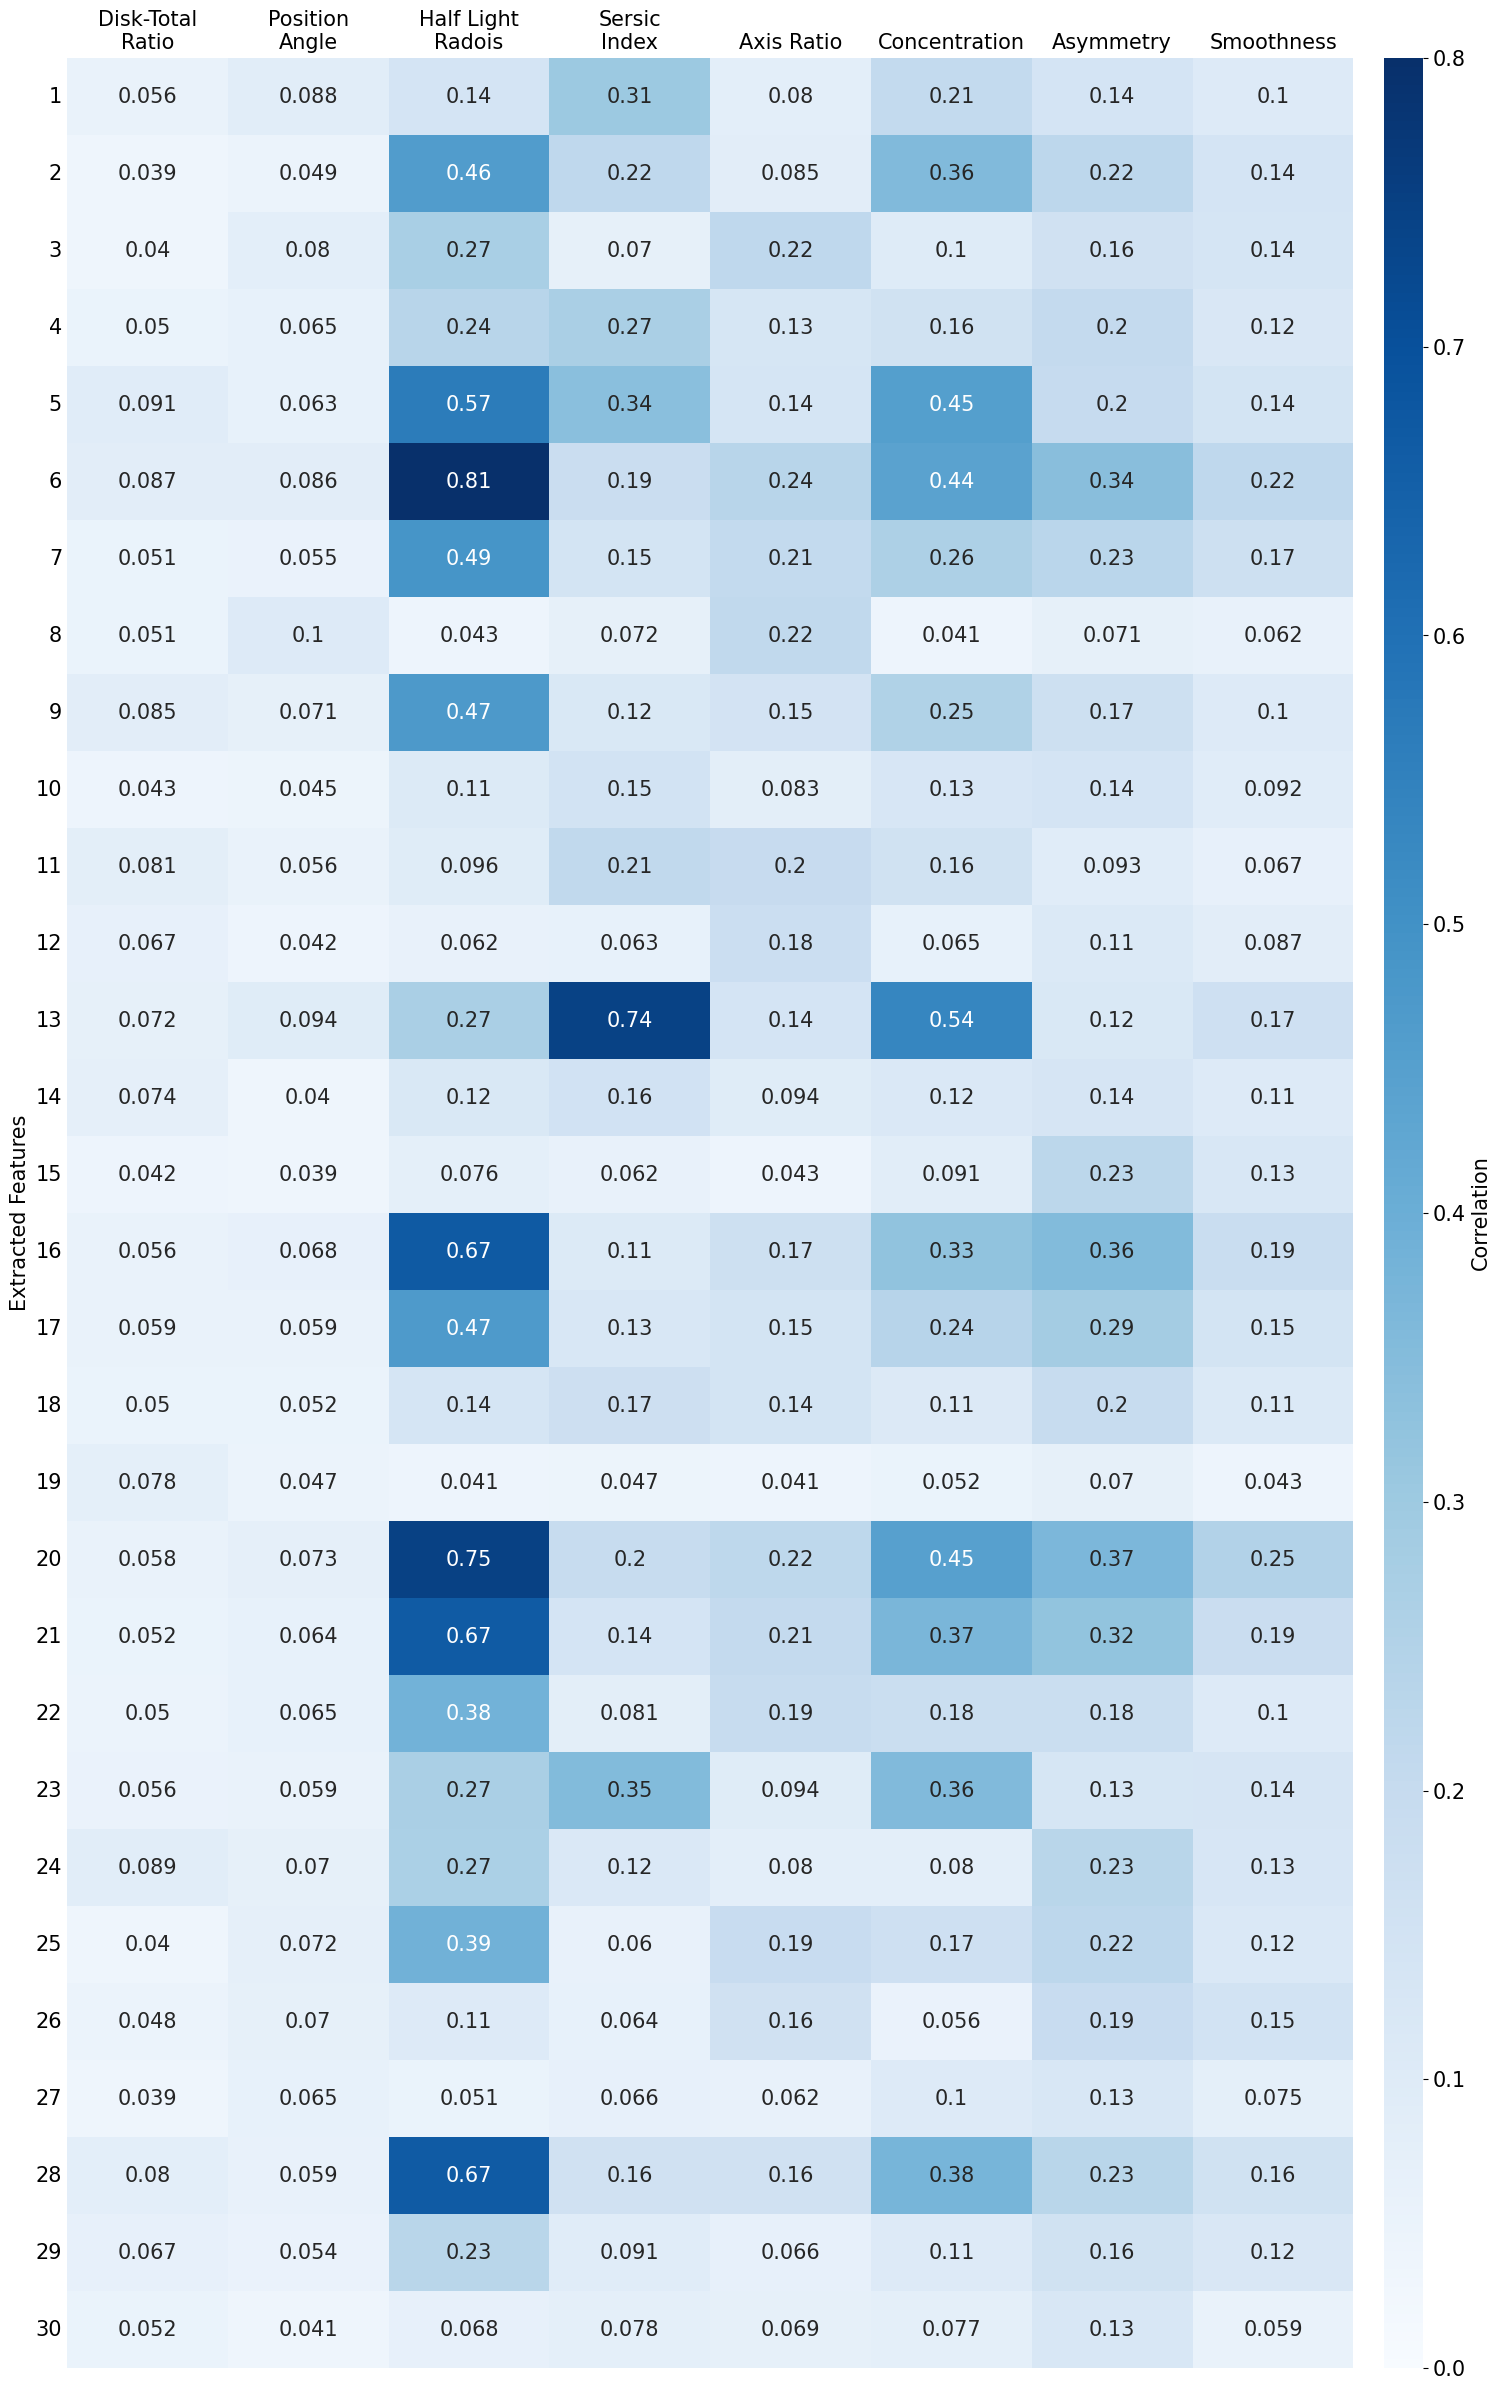 Disk-Total Ratio Position Angle Half Light Radois Sersic Index Axis Ratio Concentration Asymmetry Smoothness
1 0.056 0.088 0.14 0.31 0.08 0.21 0.14 0.1
2 0.039 0.049 0.46 0.22 0.085 0.36 0.22 0.14
3 0.04 0.08 0.27 0.07 0.22 0.1 0.16 0.14
4 0.05 0.065 0.24 0.27 0.13 0.16 0.2 0.12
5 0.091 0.063 0.57 0.34 0.14 0.45 0.2 0.14
6 0.087 0.086 0.81 0.19 0.24 0.44 0.34 0.22
7 0.051 0.055 0.49 0.15 0.21 0.26 0.23 0.17
8 0.051 0.1 0.043 0.072 0.22 0.041 0.071 0.062
9 0.085 0.071 0.47 0.12 0.15 0.25 0.17 0.1
10 0.043 0.045 0.11 0.15 0.083 0.13 0.14 0.092
11 0.081 0.056 0.096 0.21 0.2 0.16 0.093 0.067
12 0.067 0.042 0.062 0.063 0.18 0.065 0.11 0.087
13 0.072 0.094 0.27 0.74 0.14 0.54 0.12 0.17
14 0.074 0.04 0.12 0.16 0.094 0.12 0.14 0.11
15 0.042 0.039 0.076 0.062 0.043 0.091 0.23 0.13
16 0.056 0.068 0.67 0.11 0.17 0.33 0.36 0.19
17 0.059 0.059 0.47 0.13 0.15 0.24 0.29 0.15
18 0.05 0.052 0.14 0.17 0.14 0.11 0.2 0.11
19 0.078 0.047 0.041 0.047 0.041 0.052 0.07 0.043
20 0.058 0.073 0.75 0.2 0.22 0.45 0.37 0.25
21 0.052 0.064 0.67 0.14 0.21 0.37 0.32 0.19
22 0.05 0.065 0.38 0.081 0.19 0.18 0.18 0.1
23 0.056 0.059 0.27 0.35 0.094 0.36 0.13 0.14
24 0.089 0.07 0.27 0.12 0.08 0.08 0.23 0.13
25 0.04 0.072 0.39 0.06 0.19 0.17 0.22 0.12
26 0.048 0.07 0.11 0.064 0.16 0.056 0.19 0.15
27 0.039 0.065 0.051 0.066 0.062 0.1 0.13 0.075
28 0.08 0.059 0.67 0.16 0.16 0.38 0.23 0.16
29 0.067 0.054 0.23 0.091 0.066 0.11 0.16 0.12
30 0.052 0.041 0.068 0.078 0.069 0.077 0.13 0.059
Extracted Features
0.8
0.7
0.6
0.5
0.4
0.3
0.2
0.1
0.0
Correlation